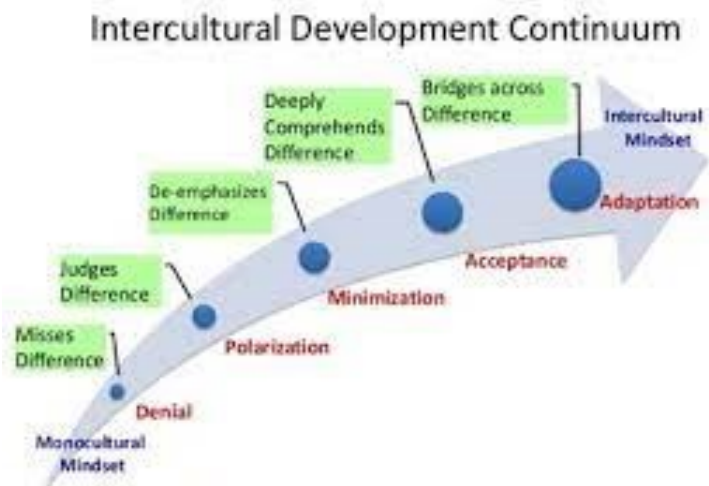 Intercultural Development Continuum
Bridges across
Difference
Intercultural
Mindset
Deeply
Comprehends
Difference
Adaptation
De-emphasizes
Difference
Acceptance
Judges
Difference
Minimization
Misses
Difference
Polarization
Denial
Monocultural
Mindset